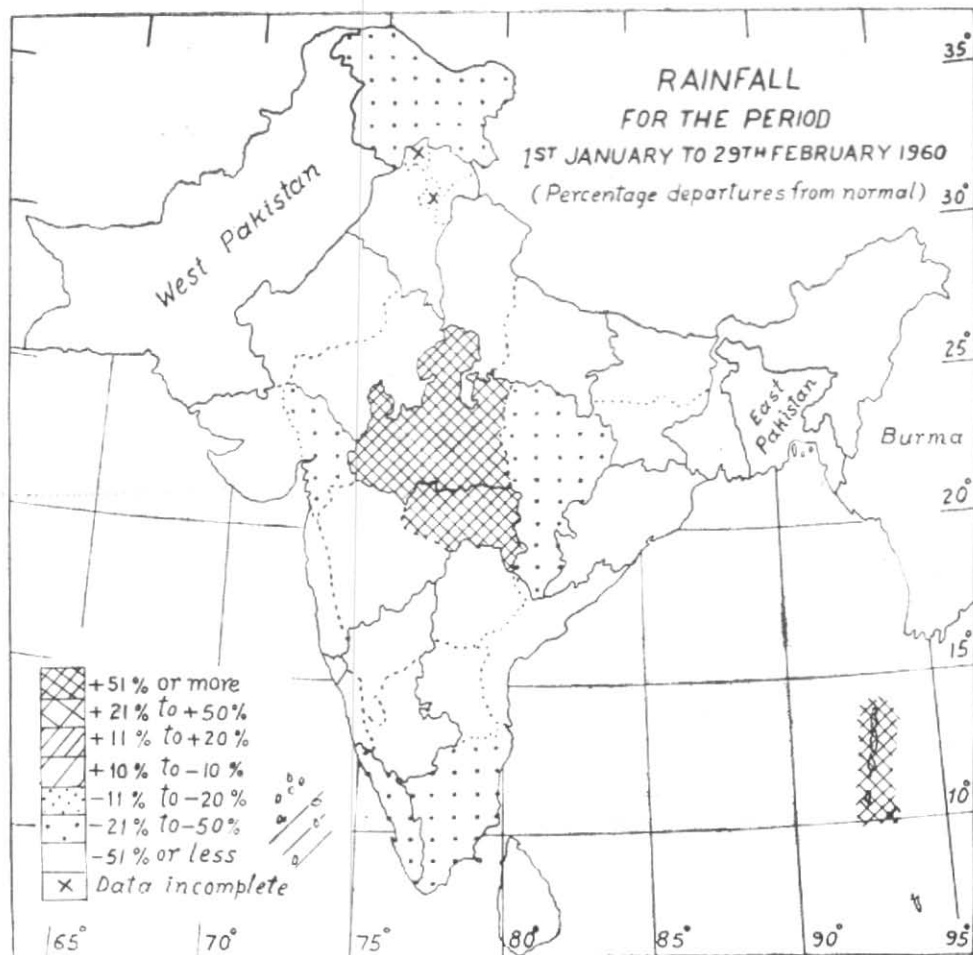 RAINFALL
FOR THE PERIOD
1ST JANUARY TO 29TH FEBRUARY 1960
(Percentage departures from normal)
35°
30°
25°
20°
15°
10°
West Pakistan
East
Pakistan
Burma
+51% or more
+21% to +50%
+11% to +20%
+10% to -10%
-11% to -20%
-21% to -50%
-51% or less
x Data incomplete
65° 70° 75° 80° 85° 90° 95°